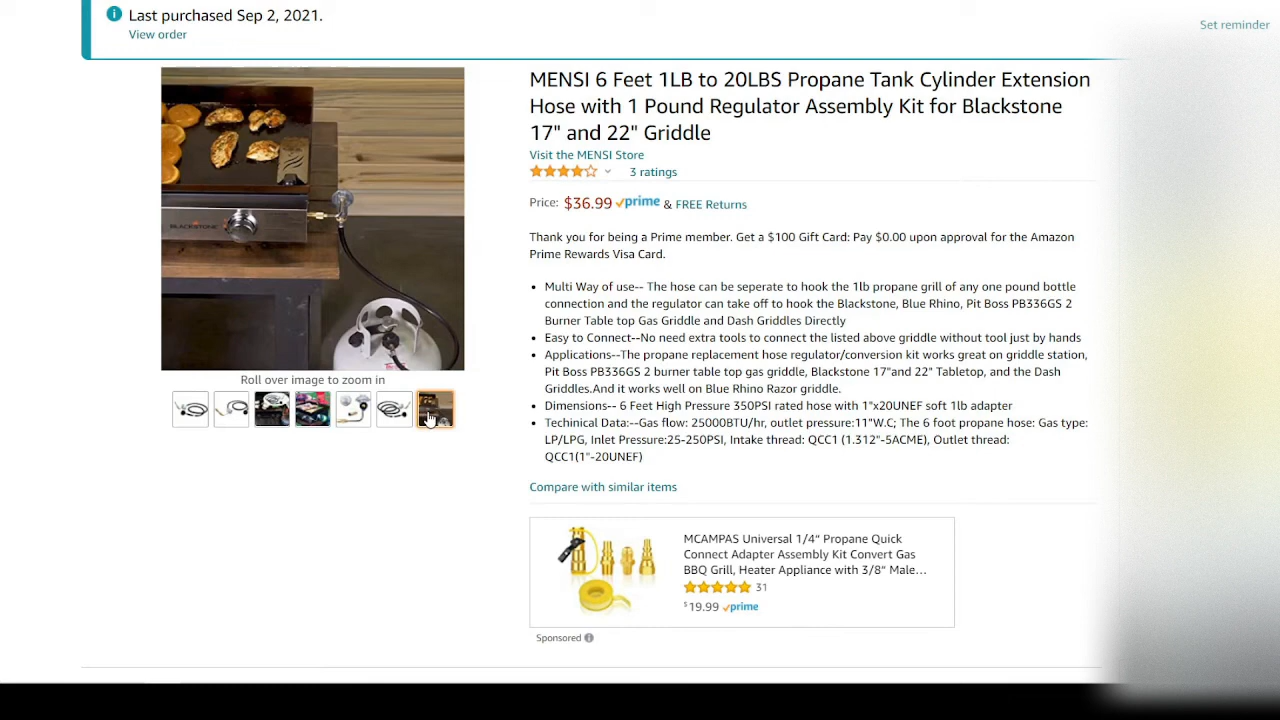 Last purchased Sep 2, 2021.
View order
Set reminder
MENSI 6 Feet 1LB to 20LBS Propane Tank Cylinder Extension
Hose with 1 Pound Regulator Assembly Kit for Blackstone
17" and 22" Griddle
Visit the MENSI Store
3 ratings
Price: $36.99 prime & FREE Returns
Thank you for being a Prime member. Get a $100 Gift Card: Pay $0.00 upon approval for the Amazon
Prime Rewards Visa Card.
Multi Way of use-- The hose can be seperate to hook the 1lb propane grill of any one pound bottle
connection and the regulator can take off to hook the Blackstone, Blue Rhino, Pit Boss PB336GS 2
Burner Table top Gas Griddle and Dash Griddles Directly
Easy to Connect--No need extra tools to connect the listed above griddle without tool just by hands
Applications--The propane replacement hose regulator/conversion kit works great on griddle station,
Pit Boss PB336GS 2 burner table top gas griddle, Blackstone 17"and 22" Tabletop, and the Dash
Griddles.And it works well on Blue Rhino Razor griddle.
Dimensions-- 6 Feet High Pressure 350PSI rated hose with 1"x20UNEF soft 1lb adapter
Techinical Data:--Gas flow: 25000BTU/hr, outlet pressure:11"W.C; The 6 foot propane hose: Gas type:
LP/LPG, Inlet Pressure:25-250PSI, Intake thread: QCC1 (1.312"-5ACME), Outlet thread:
QCC1(1"-20UNEF)
BLACKSTONE
Roll over image to zoom in
Compare with similar items
MCAMPAS Universal 1/4" Propane Quick
Connect Adapter Assembly Kit Convert Gas
BBQ Grill, Heater Appliance with 3/8" Male...
31
$19.99 prime
Sponsored